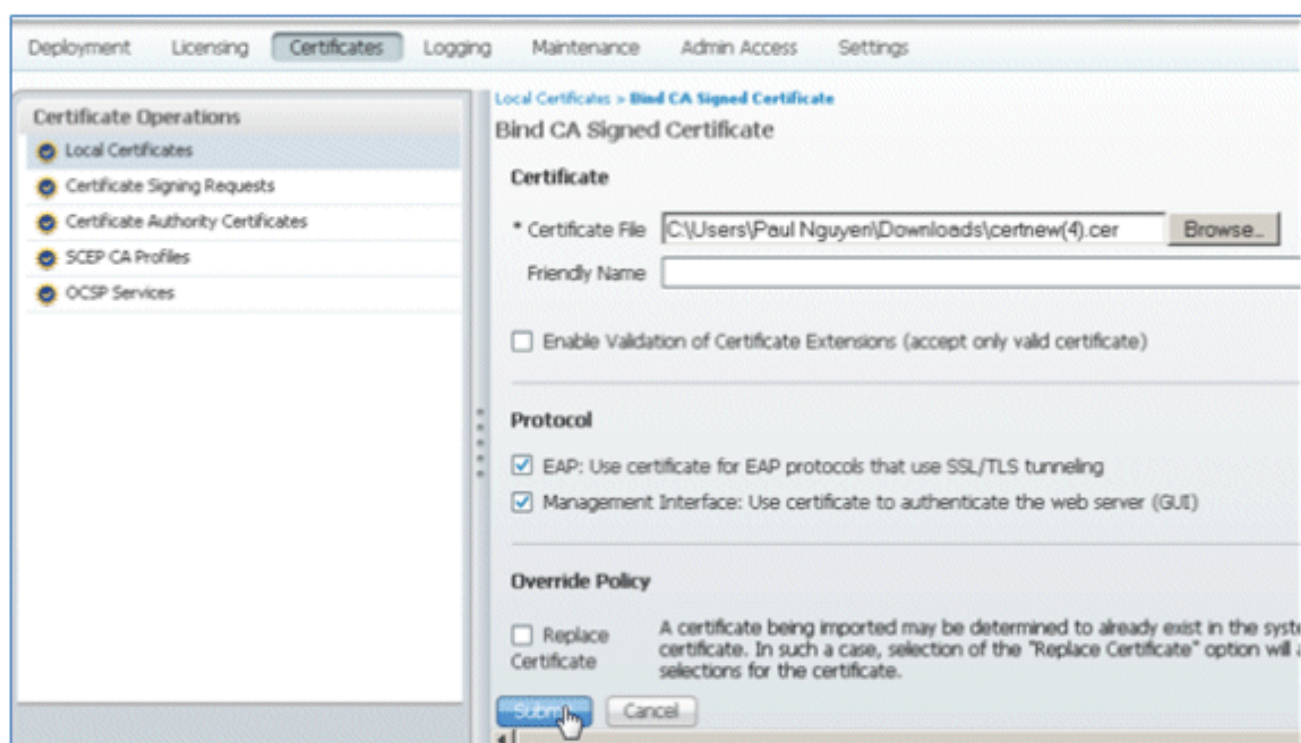 Deployment Licensing Certificates Logging Maintenance Admin Access Settings
Certificate Operations
Local Certificates
Certificate Signing Requests
Certificate Authority Certificates
SCEP CA Profiles
OCSP Services
Local Certificates > Bind CA Signed Certificate
Bind CA Signed Certificate
Certificate
* Certificate File C:\Users\Paul Nguyen\Downloads\certnew(4).cer Browse...
Friendly Name
Enable Validation of Certificate Extensions (accept only valid certificate)
Protocol
EAP: Use certificate for EAP protocols that use SSL/TLS tunneling
Management Interface: Use certificate to authenticate the web server (GUI)
Override Policy
Replace Certificate
A certificate being imported may be determined to already exist in the syste
certificate. In such a case, selection of the "Replace Certificate" option will a
selections for the certificate.
Submit Cancel